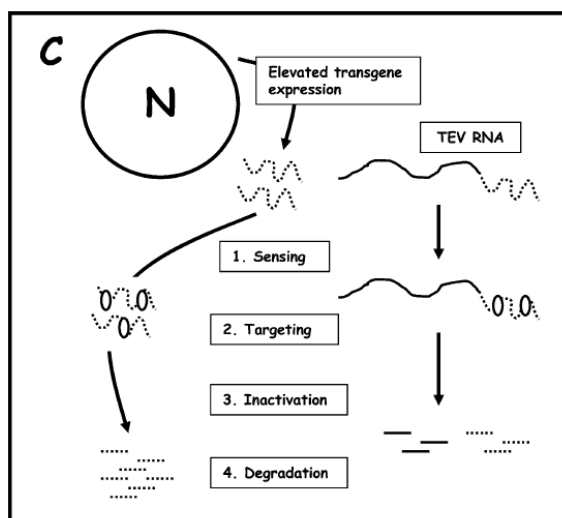 C
N
Elevated transgene
expression
TEV RNA
1. Sensing
2. Targeting
3. Inactivation
4. Degradation